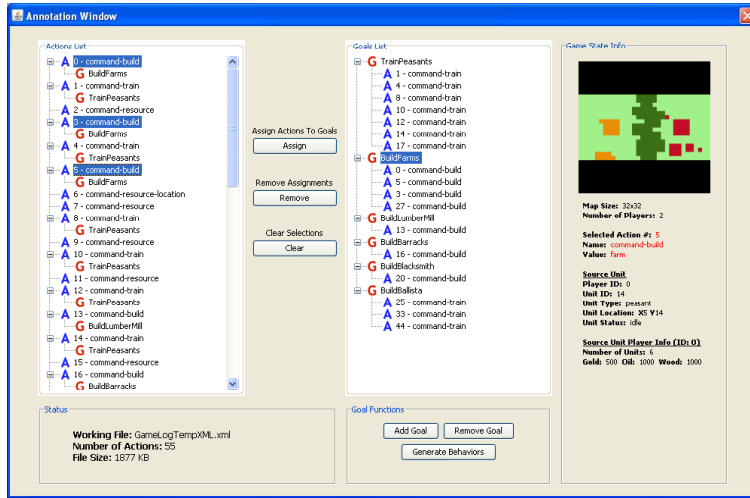 Annotation Window
Actions List
A 0 - command-build
G BuildFarms
A 1 - command-train
G TrainPeasants
A 2 - command-resource
A 3 - command-build
G BuildFarms
A 4 - command-train
G TrainPeasants
A 5 - command-build
G BuildFarms
A 6 - command-resource-location
A 7 - command-resource
A 8 - command-train
G TrainPeasants
A 9 - command-resource
A 10 - command-train
G TrainPeasants
A 11 - command-resource
A 12 - command-train
G TrainPeasants
A 13 - command-build
G BuildLumberMill
A 14 - command-train
G TrainPeasants
A 15 - command-resource
A 16 - command-build
G BuildBarracks
Assign Actions To Goals
Assign
Remove Assignments
Remove
Clear Selections
Clear
Goals List
G TrainPeasants
A 1 - command-train
A 4 - command-train
A 8 - command-train
A 10 - command-train
A 12 - command-train
A 14 - command-train
A 17 - command-train
G BuildFarms
A 0 - command-build
A 5 - command-build
A 3 - command-build
A 27 - command-build
G BuildLumberMill
A 13 - command-build
G BuildBarracks
A 16 - command-build
G BuildBlacksmith
A 20 - command-build
G BuildBallista
A 25 - command-train
A 33 - command-train
A 44 - command-train
Game State Info
Map Size: 32x32
Number of Players: 2
Selected Action #: 5
Name: command-build
Value: farm
Source Unit
Player ID: 0
Unit ID: 14
Unit Type: peasant
Unit Location: X5 Y14
Unit Status: idle
Source Unit Player Info (ID: 0)
Number of Units: 6
Gold: 500 Oil: 1000 Wood: 1000
Status
Working File: GameLogTempXML.xml
Number of Actions: 55
File Size: 1877 KB
Goal Functions
Add Goal Remove Goal
Generate Behaviors